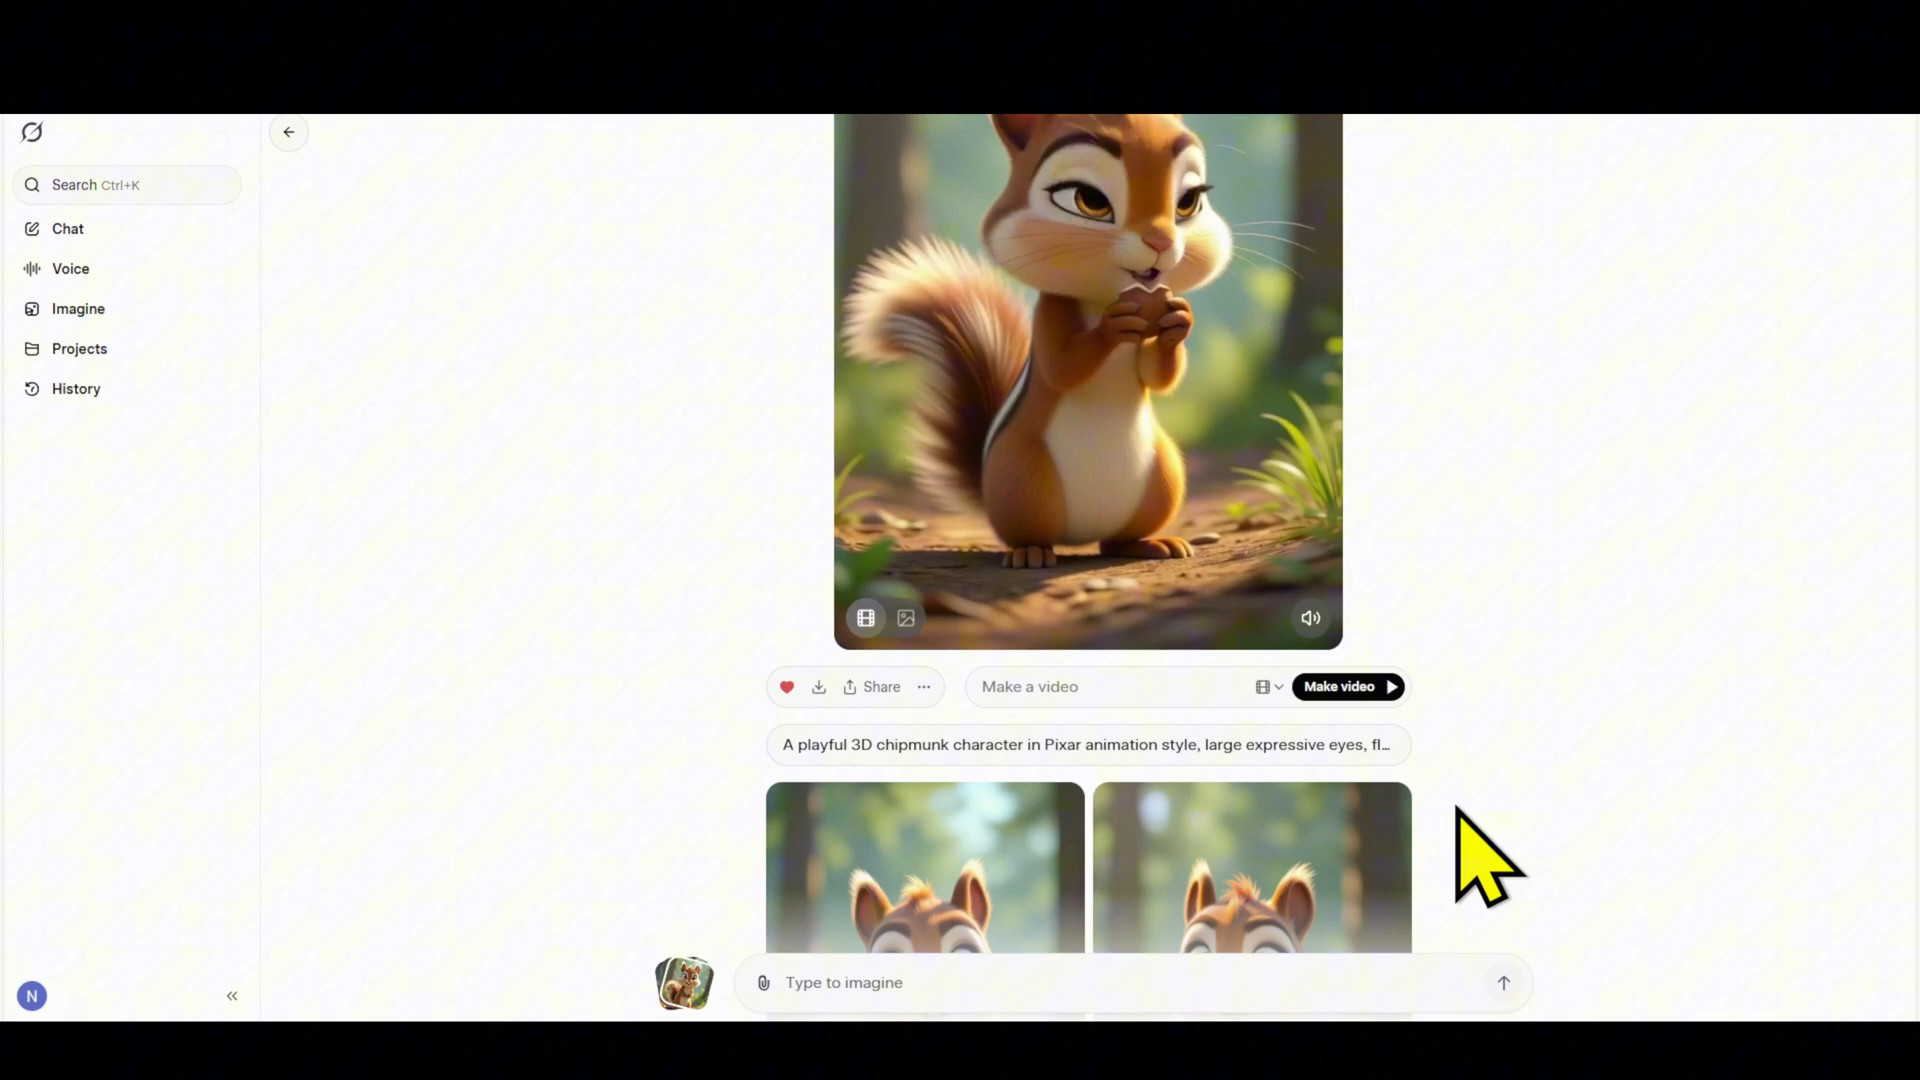 Search Ctrl+K
Chat
Voice
Imagine
Projects
History
Share
Make a video
Make video
A playful 3D chipmunk character in Pixar animation style, large expressive eyes, fl...
Type to imagine
N